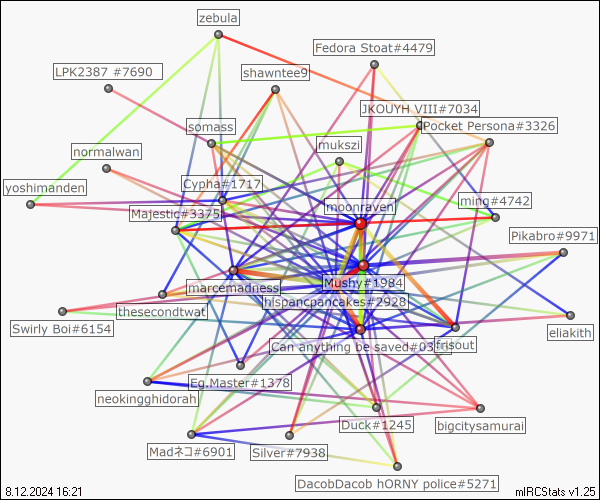 zebula
Fedora Stoat#4479
LPK2387 #7690
shawntee9
JKOUYH VIII#7034
Pocket Persona#3326
somass
mukszi
normalwan
Cypha#1717
yoshimanden
moonraven
ming#4742
Majestic#3375
Pikabro#9971
Mushy#1984
marcemadness
hispancpancakes#2928
thesecondtwat
Swirly Boi#6154
eliakith
Can anything be saved#03
frisout
Eg.Master#1378
neokingghidorah
Duck#1245
bigcitysamurai
Madネコ#6901
Silver#7938
DacobDacob hORNY police#5271
8.12.2024 16:21
mIRCStats v1.25